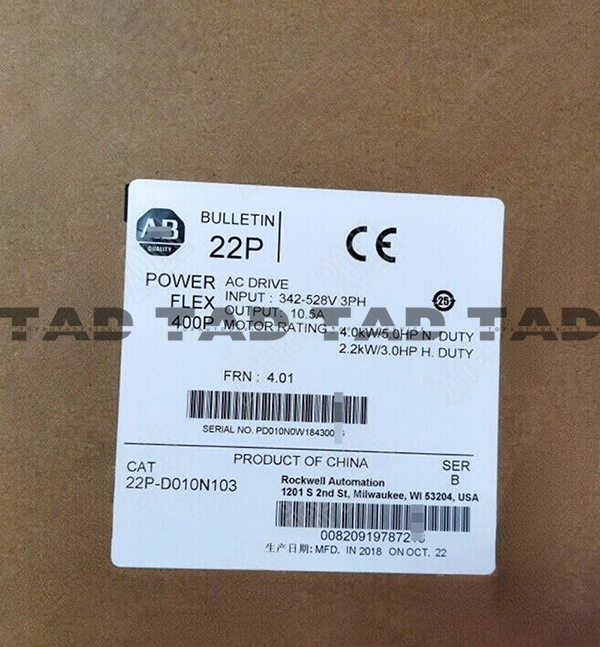 AB
QUALITY
BULLETIN
22P
CE
POWER
FLEX
400P
AC DRIVE
INPUT : 342-528V 3PH
OUTPUT: 10.5A
MOTOR RATING : 4.0kW/5.0HP N. DUTY
2.2kW/3.0HP H. DUTY
25
TAD TAD TAD TAD TAD
FRN : 4.01
SERIAL NO. PD010N0W184300
PRODUCT OF CHINA
CAT
22P-D010N103
SER
B
Rockwell Automation
1201 S 2nd St, Milwaukee, WI 53204, USA
008209197872
生产日期: MFD. IN 2018 ON OCT. 22